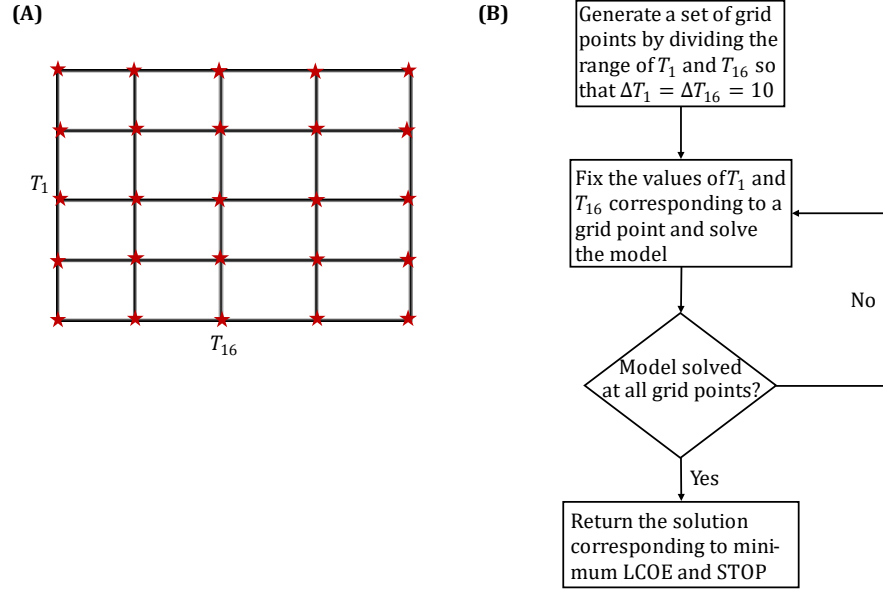 (A)
T₁
T₁₆
(B)
Generate a set of grid
points by dividing the
range of T₁ and T₁₆ so
that ΔT₁ = ΔT₁₆ = 10
Fix the values of T₁ and
T₁₆ corresponding to a
grid point and solve
the model
No
Model solved
at all grid points?
Yes
Return the solution
corresponding to mini-
mum LCOE and STOP